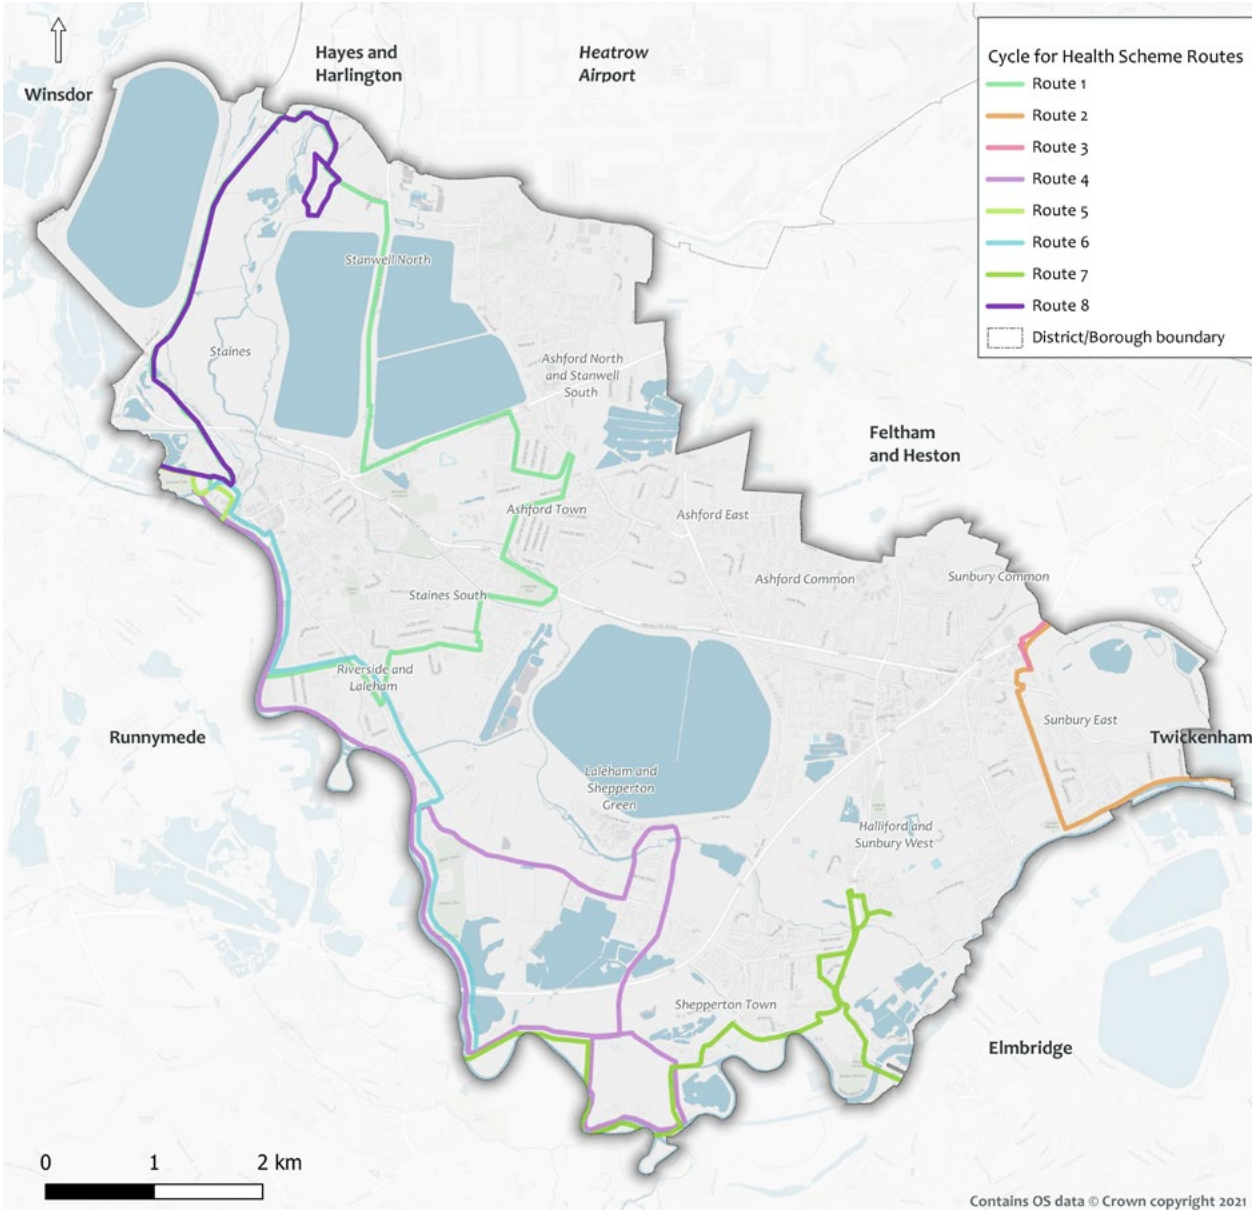 Hayes and
Harlington
Heatrow
Airport
Winsdor
Cycle for Health Scheme Routes
Route 1
Route 2
Route 3
Route 4
Route 5
Route 6
Route 7
Route 8
District/Borough boundary
Stanwell North
Staines
Ashford North
and Stanwell
South
Feltham
and Heston
Ashford Town
Ashford East
Ashford Common
Sunbury Common
Staines South
Riverside and
Laleham
Runnymede
Sunbury East
Twickenham
Laleham and
Shepperton
Green
Halliford and
Sunbury West
Shepperton Town
Elmbridge
0 1 2 km
Contains OS data © Crown copyright 2021